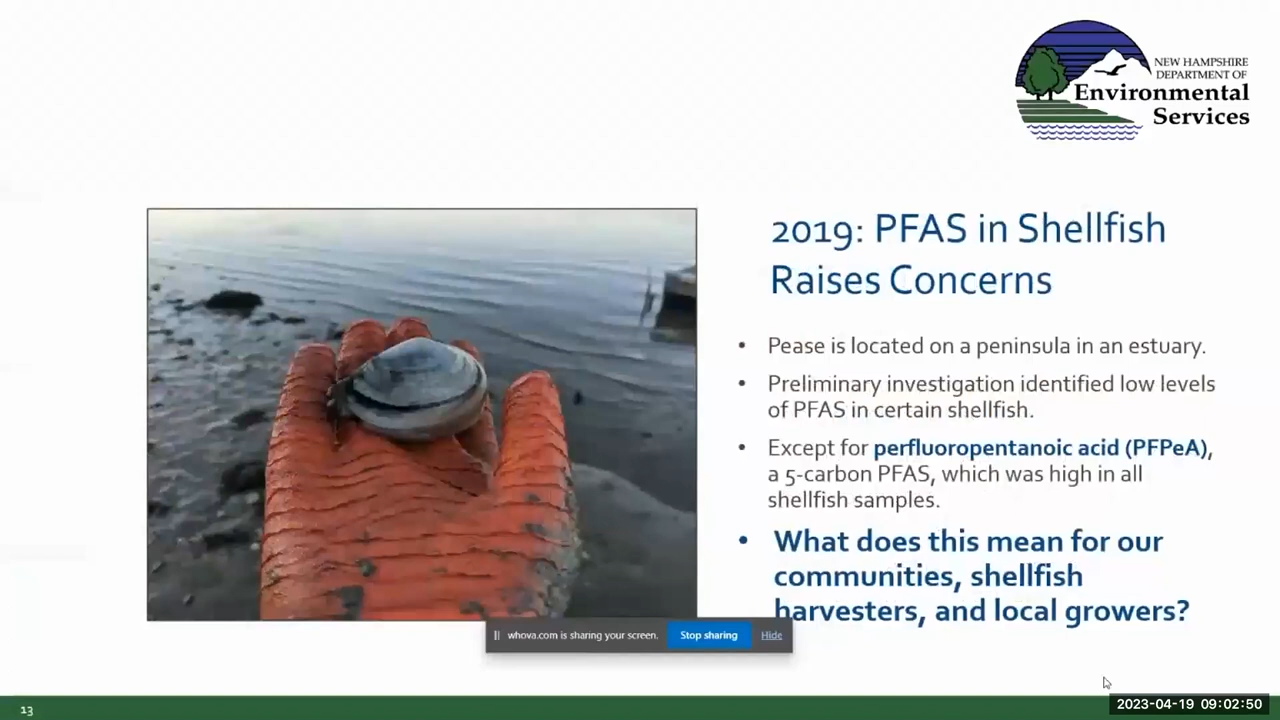 NEW HAMPSHIRE
DEPARTMENT OF
Environmental
Services
2019: PFAS in Shellfish
Raises Concerns
• Pease is located on a peninsula in an estuary.
• Preliminary investigation identified low levels
of PFAS in certain shellfish.
• Except for perfluoropentanoic acid (PFPeA),
a 5-carbon PFAS, which was high in all
shellfish samples.
• What does this mean for our
communities, shellfish
harvesters, and local growers?
whova.com is sharing your screen. Stop sharing Hide
13
2023-04-19 09:02:50